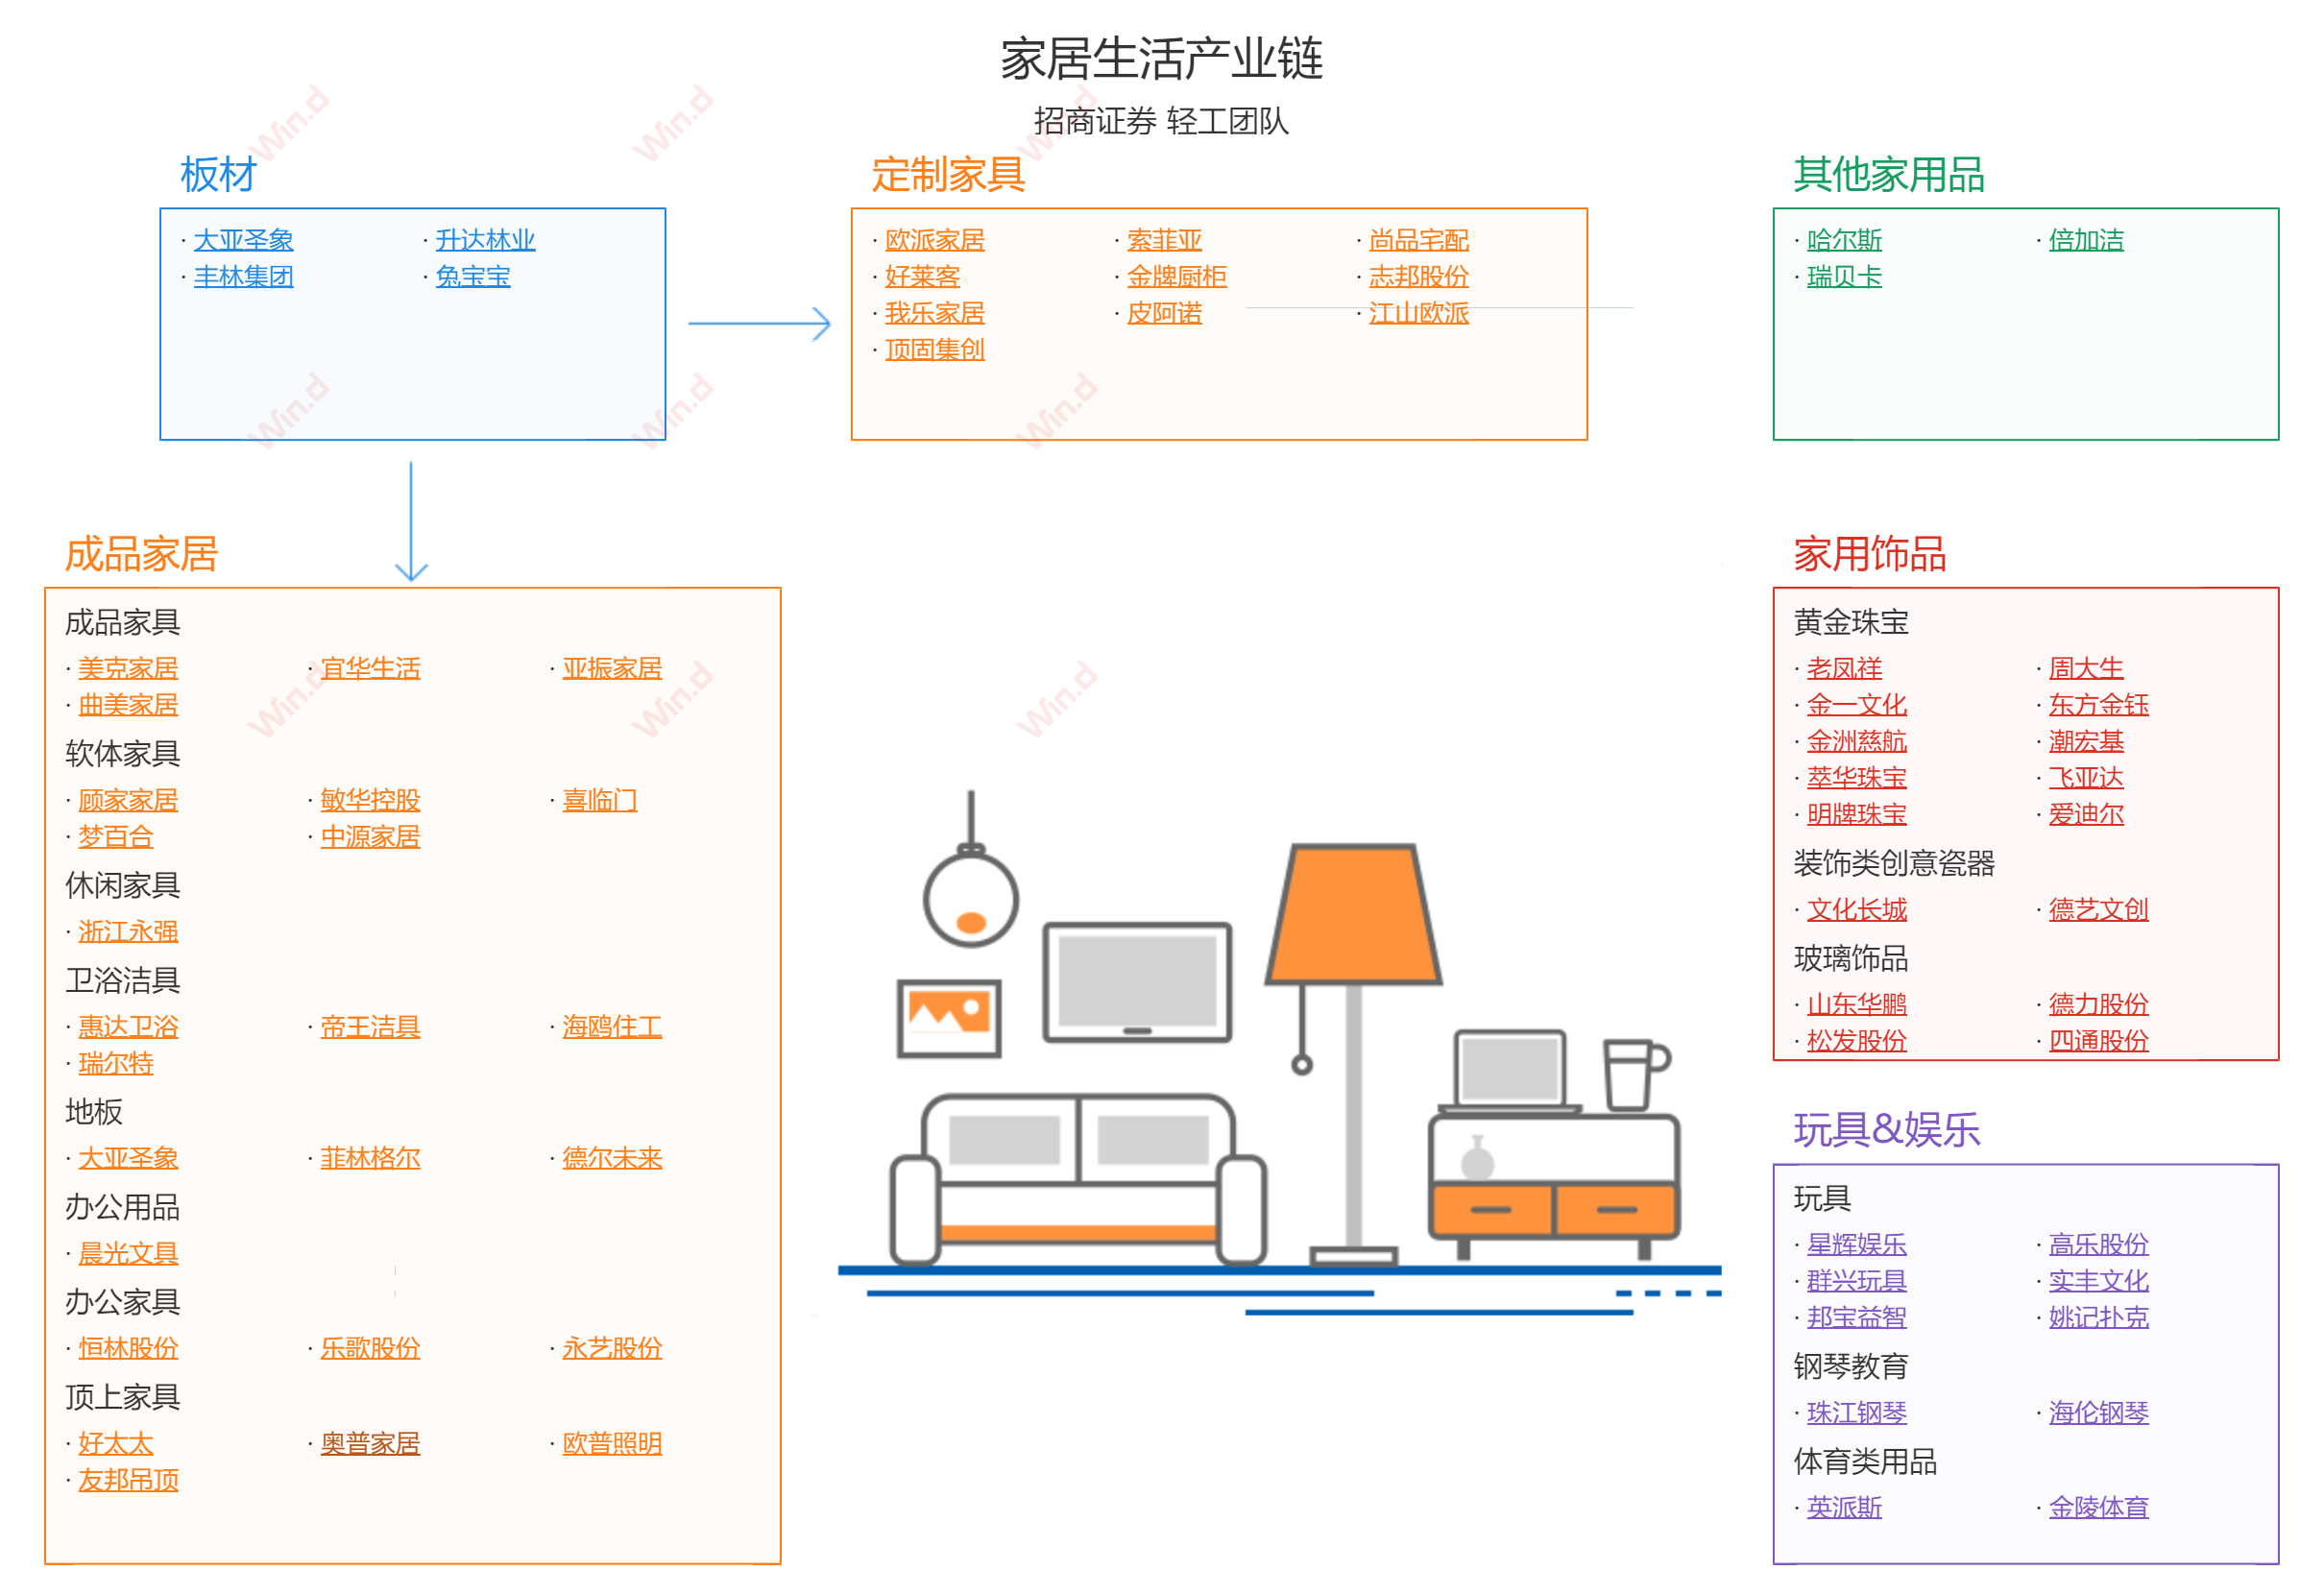 家居生活产业链
招商证券 轻工团队
板材
· 大亚圣象 · 升达林业
· 丰林集团 · 兔宝宝
定制家具
· 欧派家居 · 索菲亚 · 尚品宅配
· 好莱客 · 金牌厨柜 · 志邦股份
· 我乐家居 · 皮阿诺 · 江山欧派
· 顶固集创
其他家用品
· 哈尔斯 · 倍加洁
· 瑞贝卡
成品家居
成品家具
· 美克家居 · 宜华生活 · 亚振家居
· 曲美家居
软体家具
· 顾家家居 · 敏华控股 · 喜临门
· 梦百合 · 中源家居
休闲家具
· 浙江永强
卫浴洁具
· 惠达卫浴 · 帝王洁具 · 海鸥住工
· 瑞尔特
地板
· 大亚圣象 · 菲林格尔 · 德尔未来
办公用品
· 晨光文具
办公家具
· 恒林股份 · 乐歌股份 · 永艺股份
顶上家具
· 好太太 · 奥普家居 · 欧普照明
· 友邦吊顶
家用饰品
黄金珠宝
· 老凤祥 · 周大生
· 金一文化 · 东方金钰
· 金洲慈航 · 潮宏基
· 萃华珠宝 · 飞亚达
· 明牌珠宝 · 爱迪尔
装饰类创意瓷器
· 文化长城 · 德艺文创
玻璃饰品
· 山东华鹏 · 德力股份
· 松发股份 · 四通股份
玩具&娱乐
玩具
· 星辉娱乐 · 高乐股份
· 群兴玩具 · 实丰文化
· 邦宝益智 · 姚记扑克
钢琴教育
· 珠江钢琴 · 海伦钢琴
体育类用品
· 英派斯 · 金陵体育
Win.d
Win.d
Win.d
Win.d
Win.d
Win.d
Win.d
Win.d
Win.d